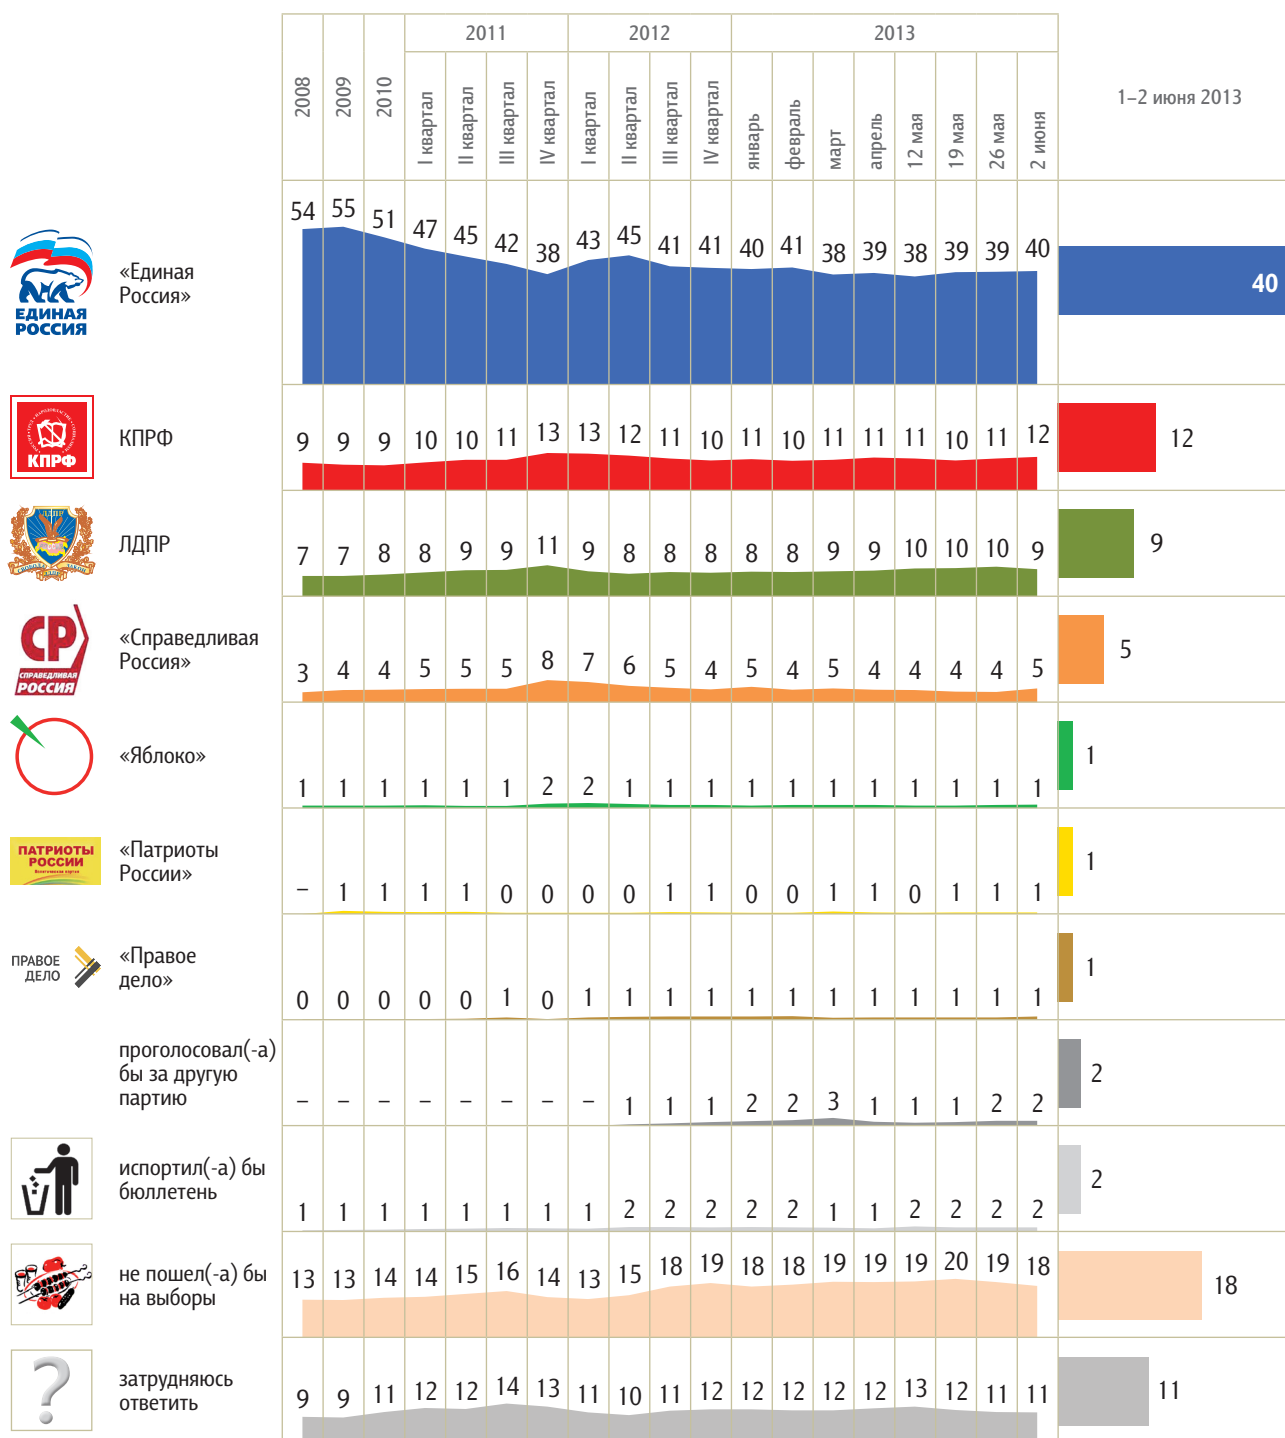 2011 2012 2013
2008 2009 2010 I квартал II квартал III квартал IV квартал I квартал II квартал III квартал IV квартал январь февраль март апрель 12 мая 19 мая 26 мая 2 июня
1–2 июня 2013
54 55 51 47 45 42 38 43 45 41 41 40 41 38 39 38 39 39 40
ЕДИНАЯ
РОССИЯ
«Единая
Россия»
40
КПРФ
КПРФ
9 9 9 10 10 11 13 13 12 11 10 11 10 11 11 11 10 11 12
12
ЛДПР
ЛДПР
7 7 8 8 9 9 11 9 8 8 8 8 8 9 9 10 10 10 9
9
СР
СПРАВЕДЛИВАЯ
РОССИЯ
«Справедливая
Россия»
3 4 4 5 5 5 8 7 6 5 4 5 4 5 4 4 4 4 5
5
«Яблоко»
1 1 1 1 1 1 2 2 1 1 1 1 1 1 1 1 1 1 1
1
ПАТРИОТЫ
РОССИИ
«Патриоты
России»
– 1 1 1 1 0 0 0 0 1 1 0 0 1 1 0 1 1 1
1
ПРАВОЕ
ДЕЛО
«Правое
дело»
0 0 0 0 0 1 0 1 1 1 1 1 1 1 1 1 1 1 1
1
проголосовал(-а)
бы за другую
партию
– – – – – – – – 1 1 1 2 2 3 1 1 1 2 2
2
испортил(-а) бы
бюллетень
1 1 1 1 1 1 1 1 2 2 2 2 2 1 1 2 2 2 2
2
не пошел(-а) бы
на выборы
13 13 14 14 15 16 14 13 15 18 19 18 18 19 19 19 20 19 18
18
?
затрудняюсь
ответить
9 9 11 12 12 14 13 11 10 11 12 12 12 12 12 13 12 11 11
11